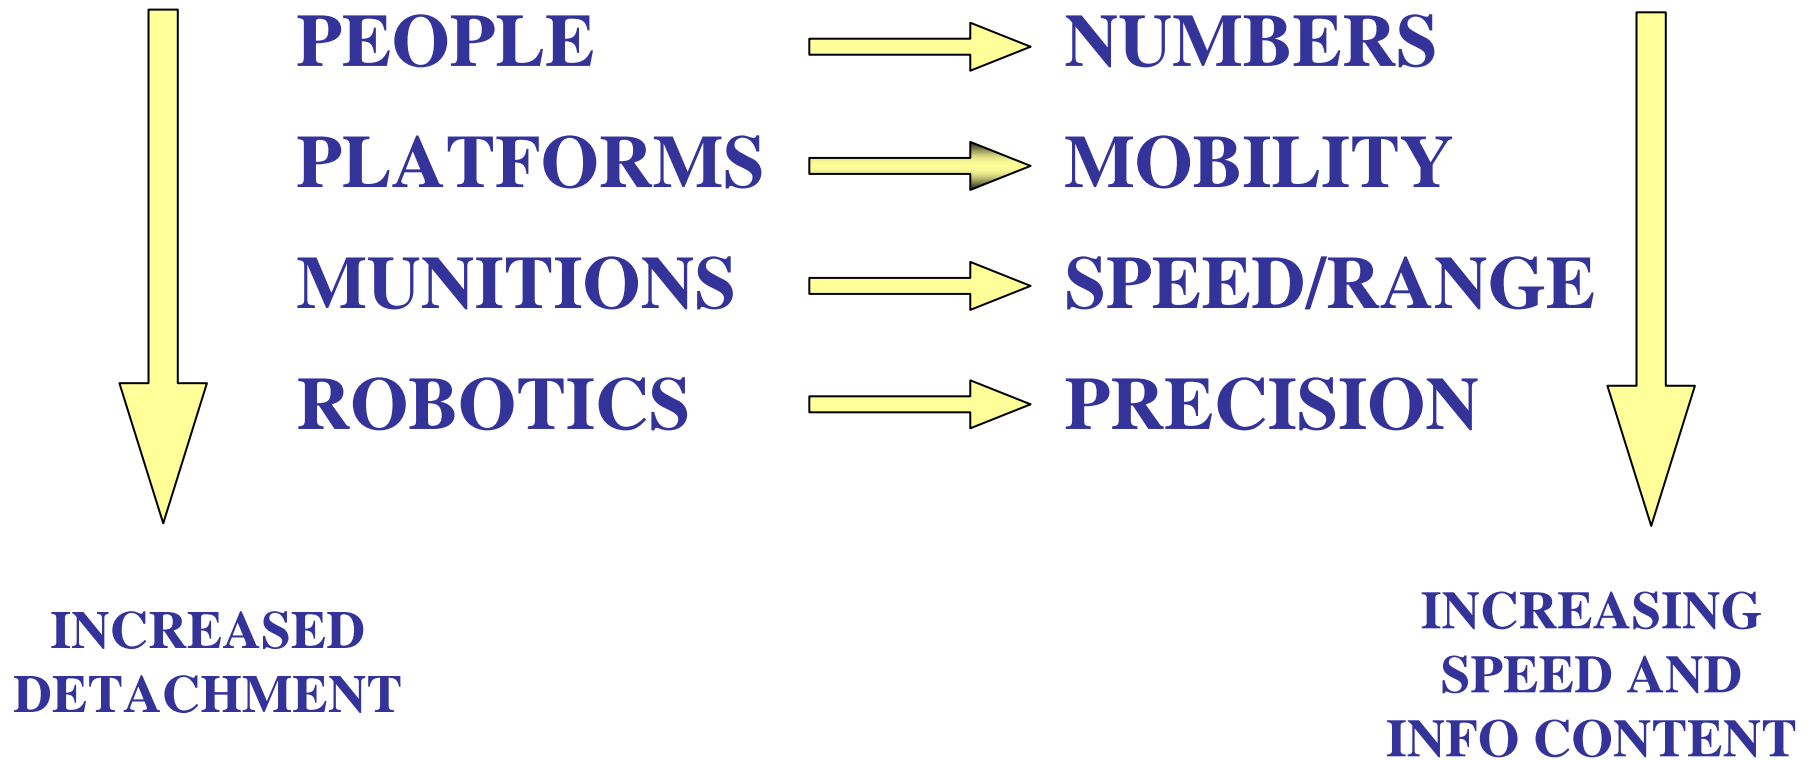 PEOPLE NUMBERS
PLATFORMS MOBILITY
MUNITIONS SPEED/RANGE
ROBOTICS PRECISION
INCREASED
DETACHMENT
INCREASING
SPEED AND
INFO CONTENT